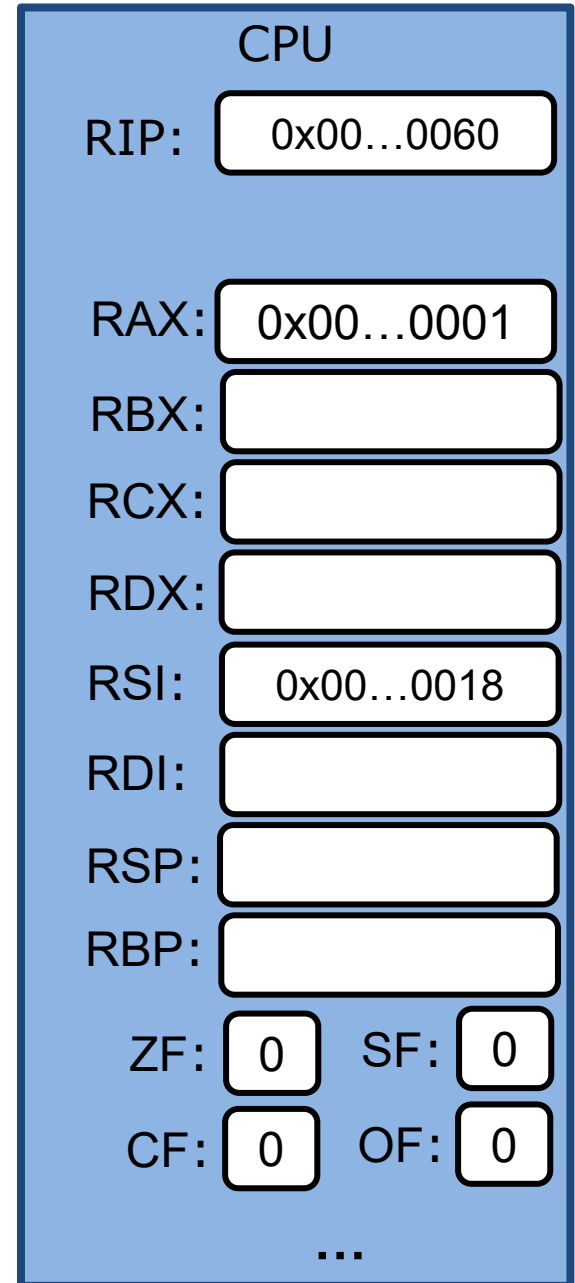 CPU
RIP: 0x00...0060
RAX: 0x00...0001
RBX:
RCX:
RDX:
RSI: 0x00...0018
RDI:
RSP:
RBP:
ZF: 0 SF: 0
CF: 0 OF: 0
...